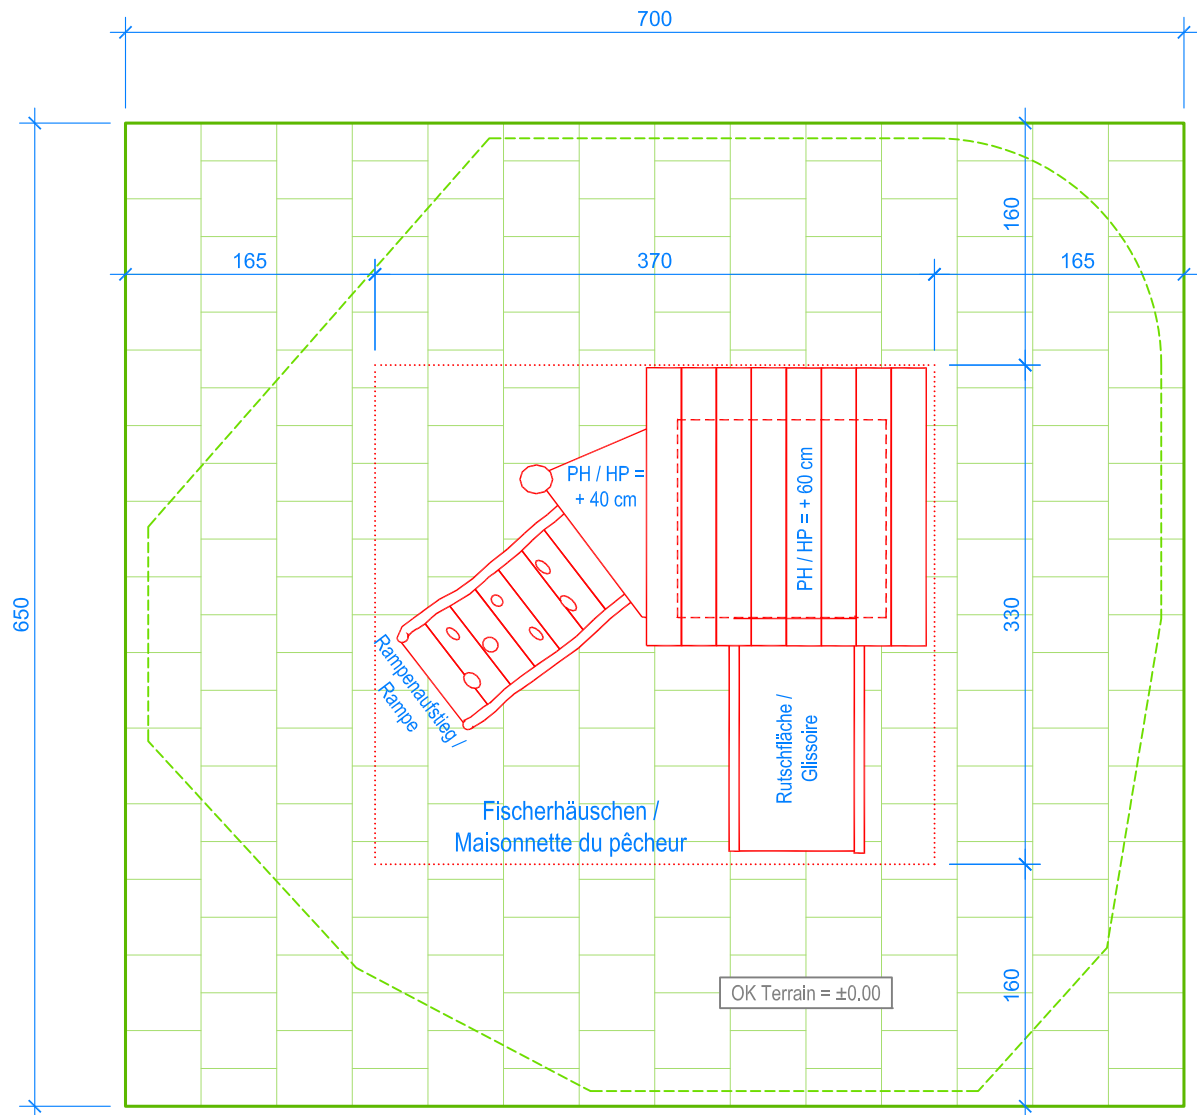 700
160
165
370
165
PH / HP =
+ 40 cm
PH / HP = + 60 cm
650
330
Rampenaufstieg /
Rampe
Rutschfläche /
Glissoire
Fischerhäuschen /
Maisonnette du pêcheur
160
OK Terrain = ±0.00